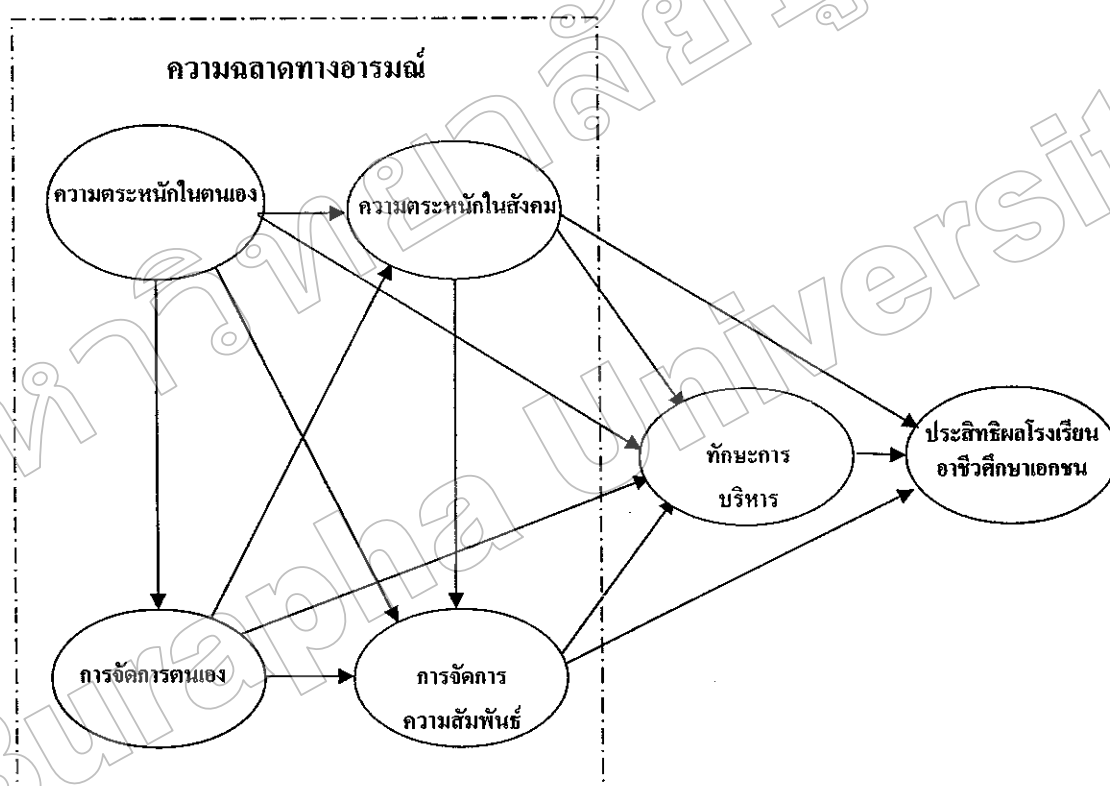 ความฉลาดทางอารมณ์
ความตระหนักในตนเอง
ความตระหนักในสังคม
ทักษะการ
บริหาร
ประสิทธิผลโรงเรียน
อาชีวศึกษาเอกชน
การจัดการตนเอง
การจัดการ
ความสัมพันธ์
Burapha University